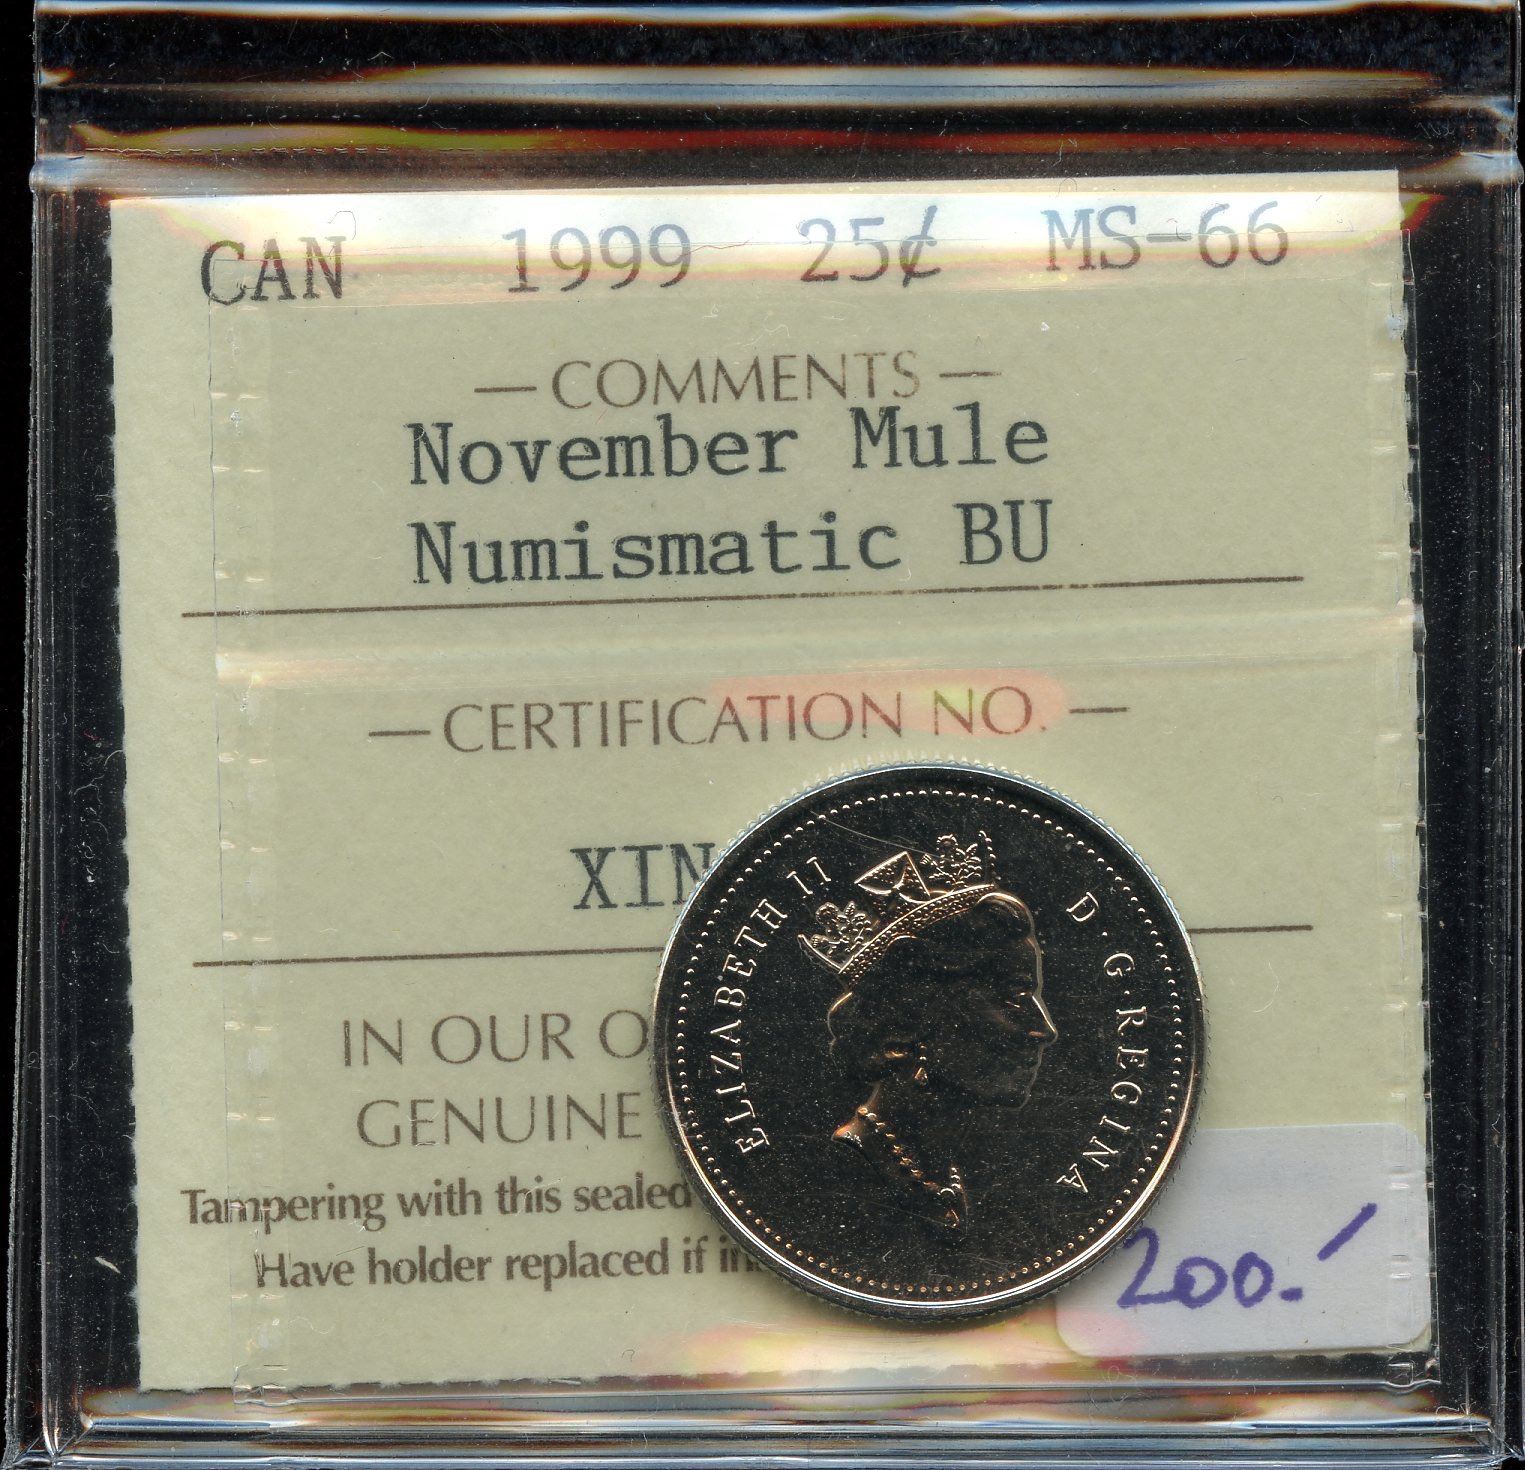 CAN 1999 25¢ MS-66
— COMMENTS —
November Mule
Numismatic BU
— CERTIFICATION NO. —
XIN
IN OUR O
GENUINE
Tampering with this sealed
Have holder replaced if
ELIZABETH II D·G·REGINA
200.-